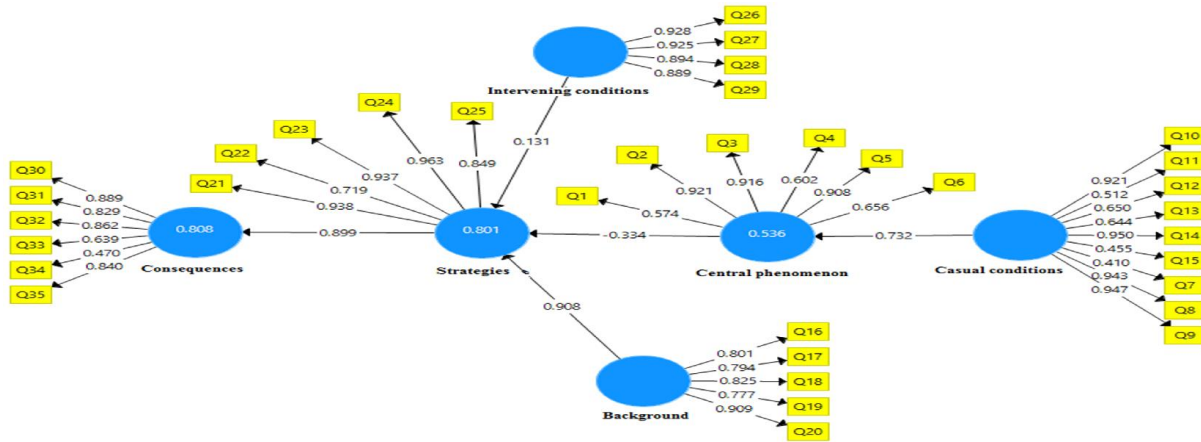 Q26
0.928
Q27
0.925
Q28
0.894
Q29
0.889
Intervening conditions
0.131
Q24
0.963
Q25
0.849
Q23
0.937
Q22
0.719
Q21
0.938
0.801
Strategies
Q30
0.889
Q31
0.829
Q32
0.862
Q33
0.639
Q34
0.470
Q35
0.840
0.808
Consequences
0.899
Q1
0.574
Q2
0.921
Q3
0.916
Q4
0.602
Q5
0.908
Q6
0.656
-0.334
0.536
Central phenomenon
0.732
Casual conditions
Q10
0.921
Q11
0.512
Q12
0.650
Q13
0.644
Q14
0.950
Q15
0.455
Q7
0.410
Q8
0.943
Q9
0.947
0.908
Background
Q16
0.801
Q17
0.794
Q18
0.825
Q19
0.777
Q20
0.909